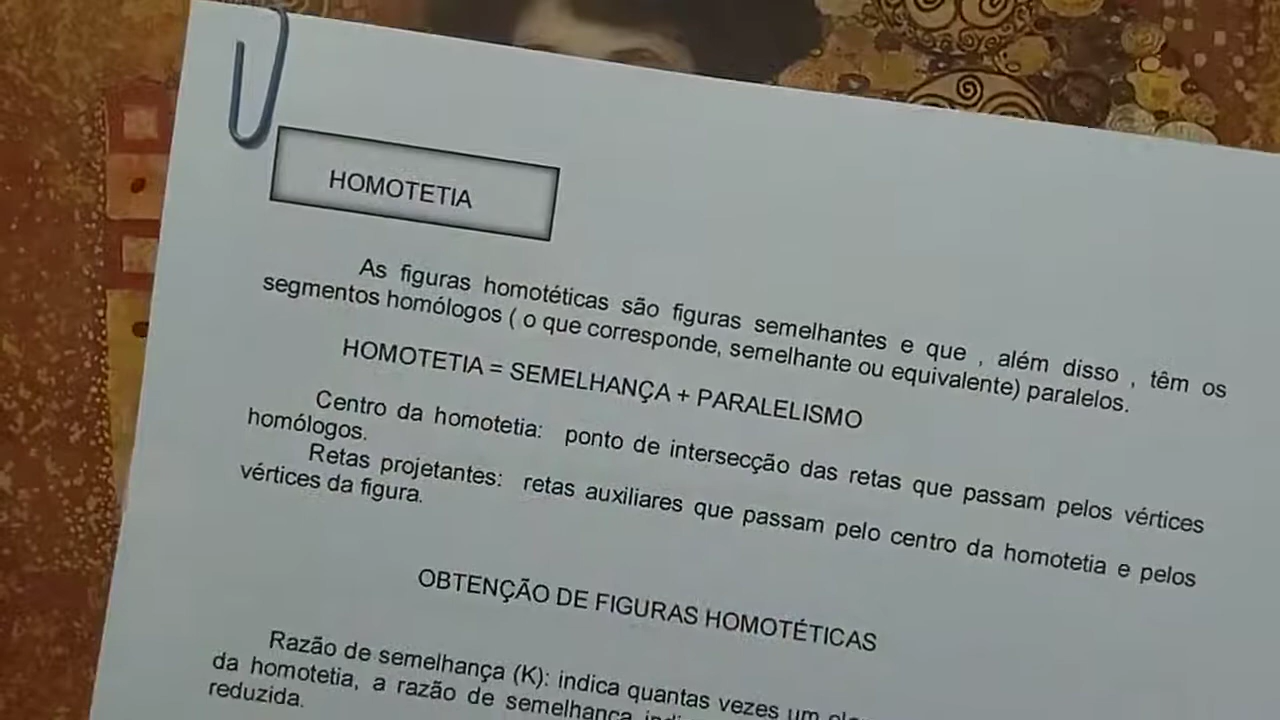 HOMOTETIA
As figuras homotéticas são figuras semelhantes e que , além disso , têm os
segmentos homólogos ( o que corresponde, semelhante ou equivalente) paralelos.
HOMOTETIA = SEMELHANÇA + PARALELISMO
Centro da homotetia: ponto de intersecção das retas que passam pelos vértices
homólogos.
Retas projetantes: retas auxiliares que passam pelo centro da homotetia e pelos
vértices da figura.
OBTENÇÃO DE FIGURAS HOMOTÉTICAS
Razão de semelhança (K): indica quantas vezes um
da homotetia, a razão de semelhança
reduzida.